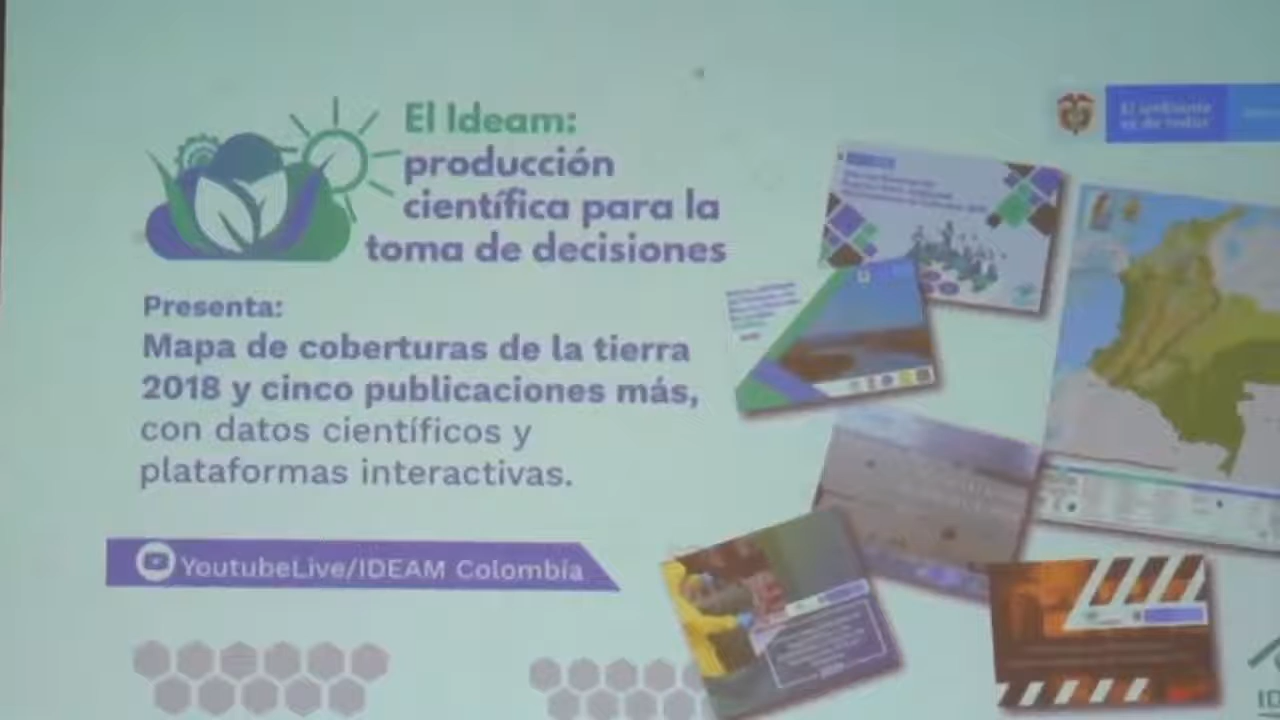 El Ideam:
producción
científica para la
toma de decisiones
Presenta:
Mapa de coberturas de la tierra
2018 y cinco publicaciones más,
con datos científicos y
plataformas interactivas.
YoutubeLive/IDEAM Colombia
El ambiente
es de todos